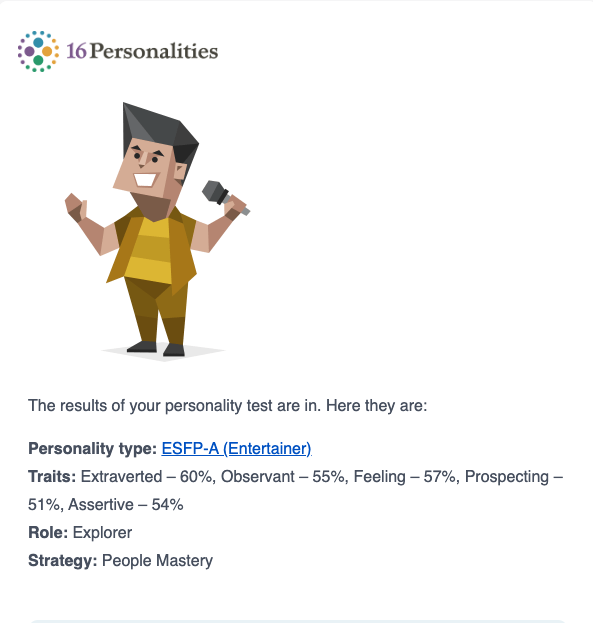 16Personalities
The results of your personality test are in. Here they are:
Personality type: ESFP-A (Entertainer)
Traits: Extraverted – 60%, Observant – 55%, Feeling – 57%, Prospecting –
51%, Assertive – 54%
Role: Explorer
Strategy: People Mastery